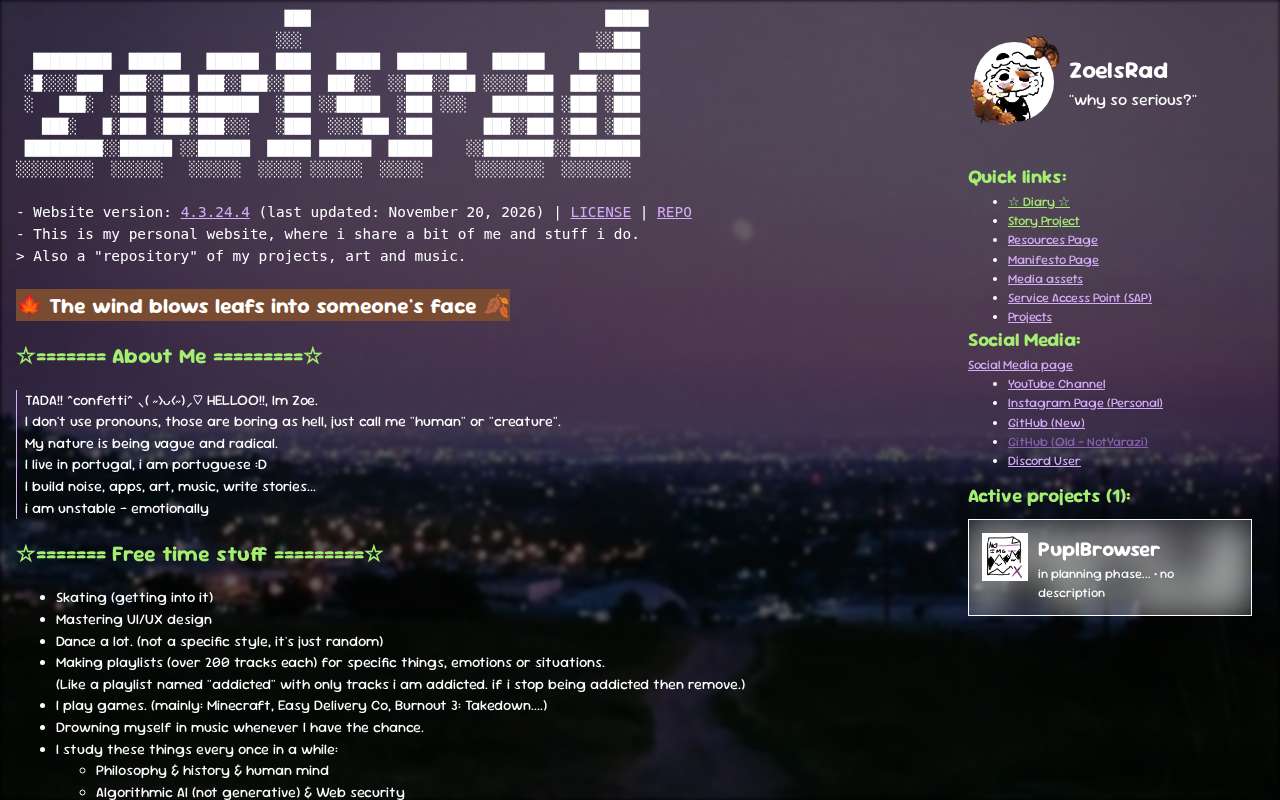 zoeIsrad
- Website version: 4.3.24.4 (last updated: November 20, 2026) | LICENSE | REPO
- This is my personal website, where i share a bit of me and stuff i do.
> Also a "repository" of my projects, art and music.
🍁 The wind blows leafs into someone's face 🍂
☆======= About Me =========☆
TADA!! ^confetti^ ⸜(˶˃ᴗ˂˶)⸝♡ HELLOO!!, Im Zoe.
I don't use pronouns, those are boring as hell, just call me "human" or "creature".
My nature is being vague and radical.
I live in portugal, i am portuguese :D
I build noise, apps, art, music, write stories...
i am unstable - emotionally
☆======= Free time stuff =========☆
• Skating (getting into it)
• Mastering UI/UX design
• Dance a lot. (not a specific style, it's just random)
• Making playlists (over 200 tracks each) for specific things, emotions or situations.
(Like a playlist named "addicted" with only tracks i am addicted. if i stop being addicted then remove.)
• I play games. (mainly: Minecraft, Easy Delivery Co, Burnout 3: Takedown....)
• Drowning myself in music whenever I have the chance.
• I study these things every once in a while:
◦ Philosophy & history & human mind
◦ Algorithmic AI (not generative) & Web security
ZoeIsRad
"why so serious?"
Quick links:
• ☆ Diary ☆
• Story Project
• Resources Page
• Manifesto Page
• Media assets
• Service Access Point (SAP)
• Projects
Social Media:
Social Media page
• YouTube Channel
• Instagram Page (Personal)
• GitHub (New)
• GitHub (Old - NotYarazi)
• Discord User
Active projects (1):
PuplBrowser
in planning phase... • no
description